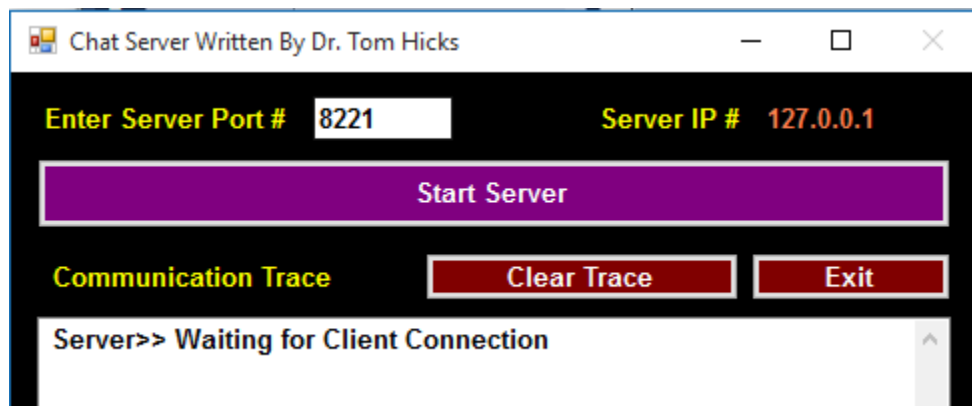 Chat Server Written By Dr. Tom Hicks
Enter Server Port # 8221 Server IP # 127.0.0.1
Start Server
Communication Trace Clear Trace Exit
Server>> Waiting for Client Connection